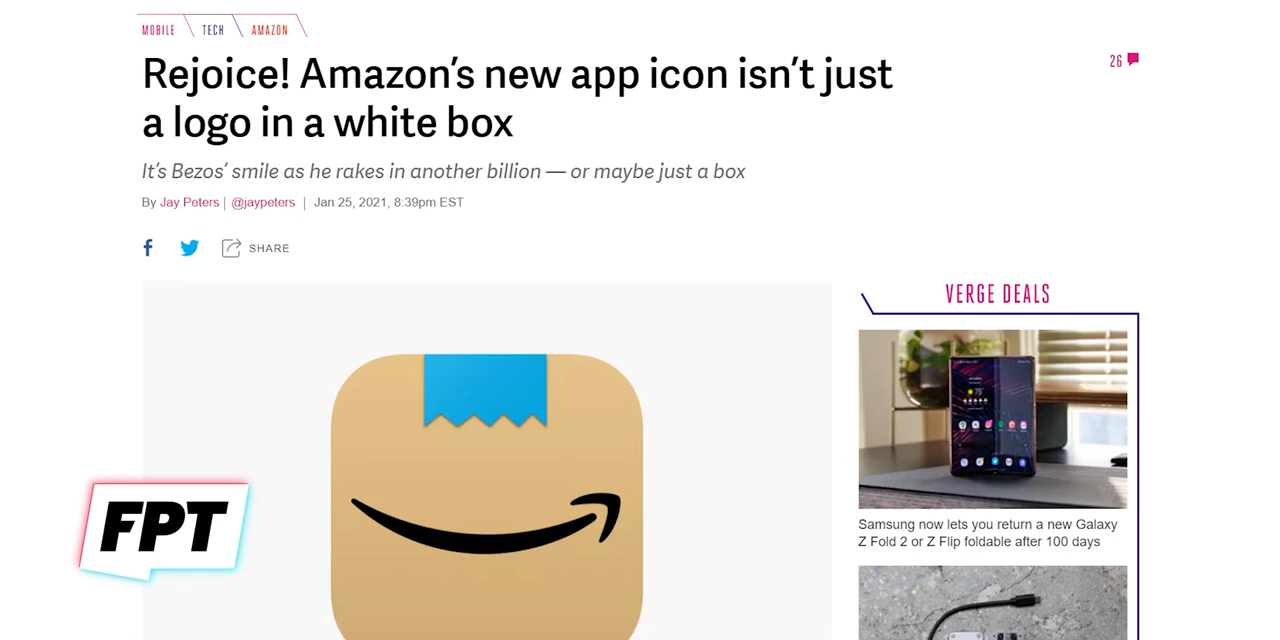 MOBILE TECH AMAZON
Rejoice! Amazon's new app icon isn't just
a logo in a white box
26
It's Bezos' smile as he rakes in another billion — or maybe just a box
By Jay Peters | @jaypeters | Jan 25, 2021, 8:39pm EST
SHARE
VERGE DEALS
Samsung now lets you return a new Galaxy
Z Fold 2 or Z Flip foldable after 100 days
FPT